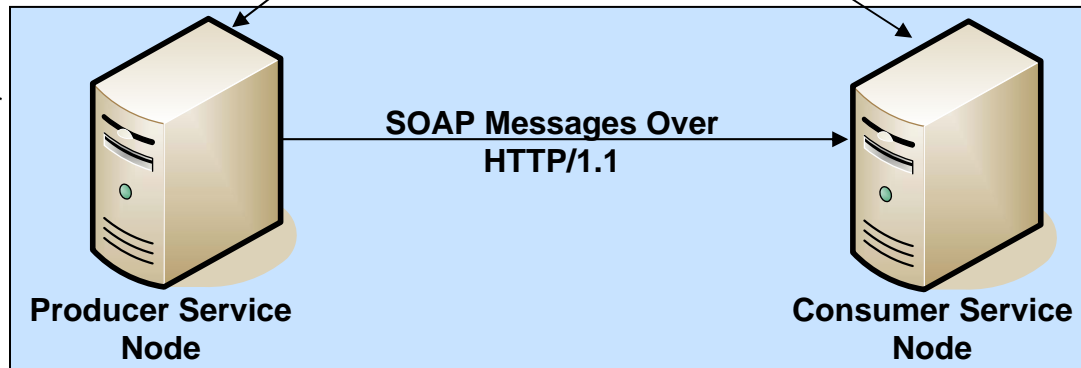 SOAP Messages Over
HTTP/1.1
Producer Service
Node
Consumer Service
Node